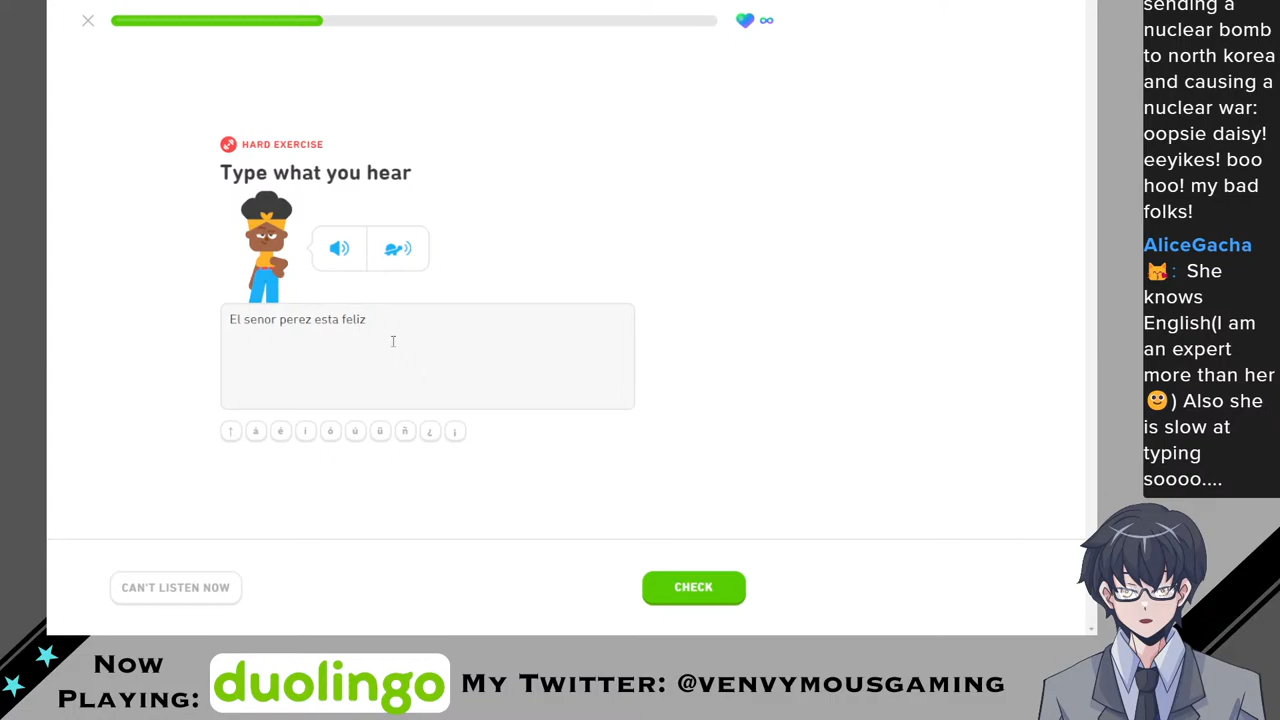 HARD EXERCISE
Type what you hear
El senor perez esta feliz
↑ á é í ó ú ü ñ ¿ ¡
CAN'T LISTEN NOW
CHECK
sending a
nuclear bomb
to north korea
and causing a
nuclear war:
oopsie daisy!
eeyikes! boo
hoo! my bad
folks!
AliceGacha
: She
knows
English(I am
an expert
more than her
) Also she
is slow at
typing
soooo....
Now
Playing:
duolingo
My Twitter: @venvymousgaming